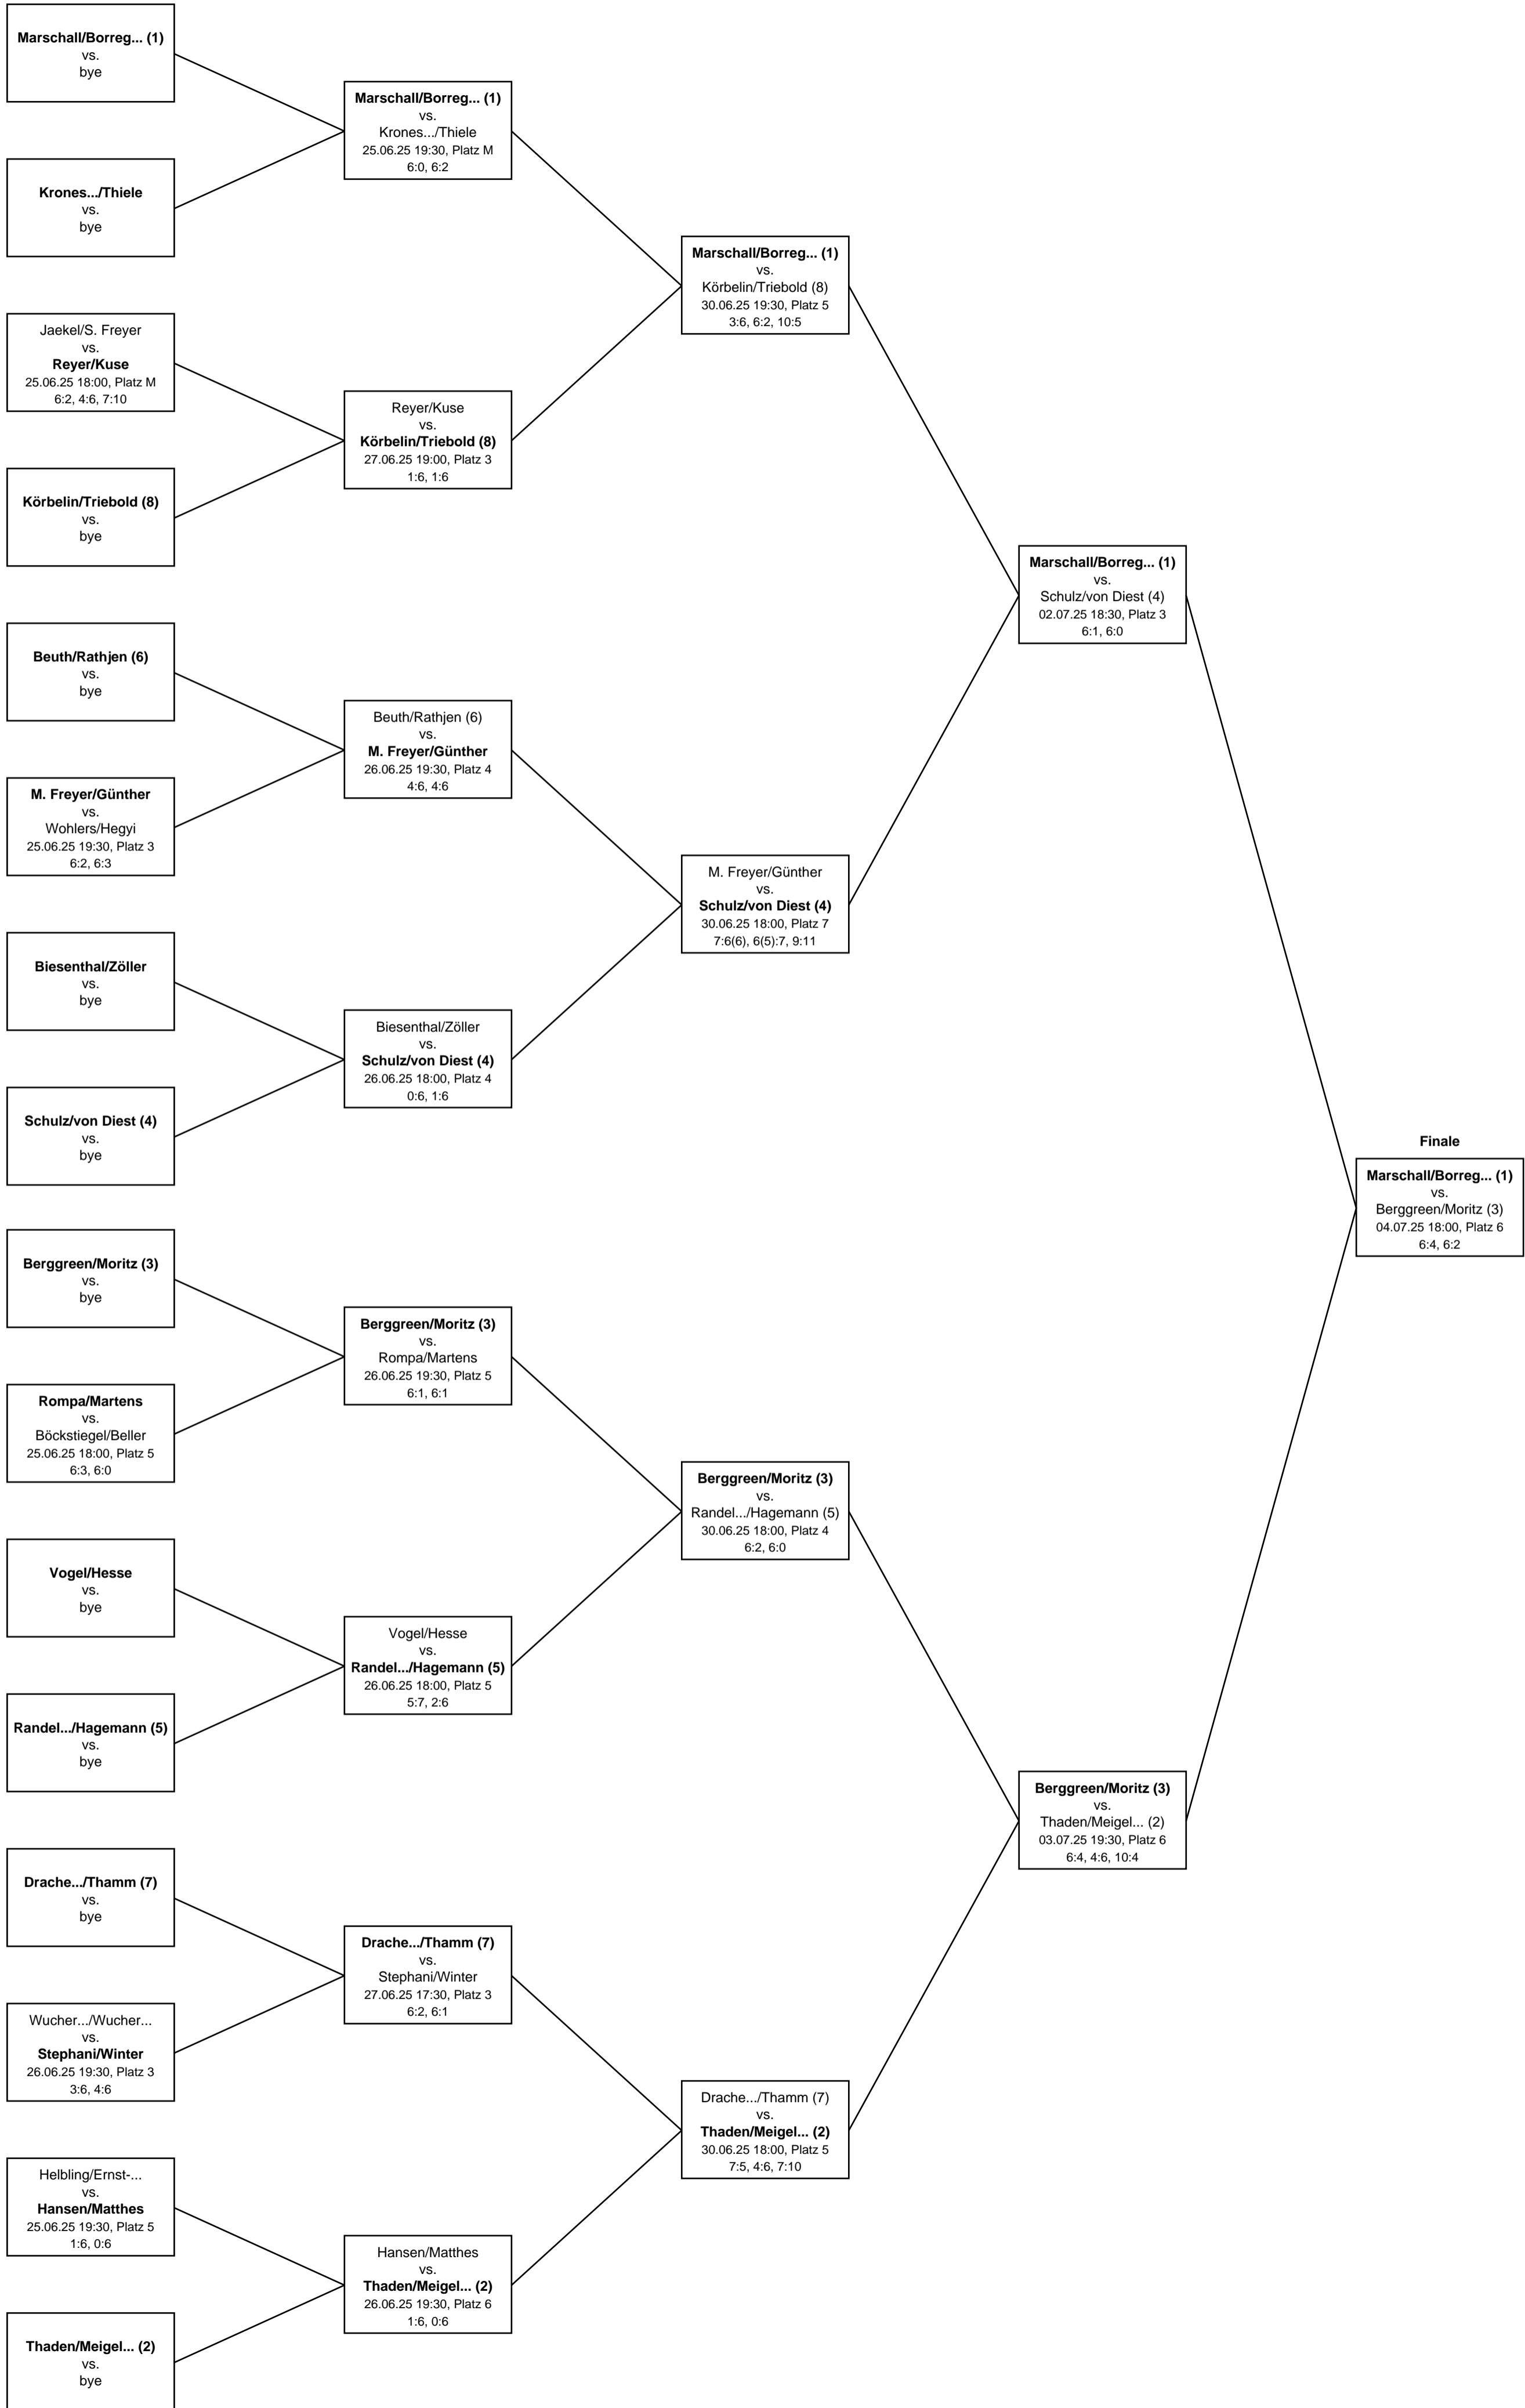 Marschall/Borreg... (1)
vs.
bye
Krones.../Thiele
vs.
bye
Jaekel/S. Freyer
vs.
Reyer/Kuse
25.06.25 18:00, Platz M
6:2, 4:6, 7:10
Körbelin/Triebold (8)
vs.
bye
Beuth/Rathjen (6)
vs.
bye
M. Freyer/Günther
vs.
Wohlers/Hegyi
25.06.25 19:30, Platz 3
6:2, 6:3
Biesenthal/Zöller
vs.
bye
Schulz/von Diest (4)
vs.
bye
Berggreen/Moritz (3)
vs.
bye
Rompa/Martens
vs.
Böckstiegel/Beller
25.06.25 18:00, Platz 5
6:3, 6:0
Vogel/Hesse
vs.
bye
Randel.../Hagemann (5)
vs.
bye
Drache.../Thamm (7)
vs.
bye
Wucher.../Wucher...
vs.
Stephani/Winter
26.06.25 19:30, Platz 3
3:6, 4:6
Helbling/Ernst-...
vs.
Hansen/Matthes
25.06.25 19:30, Platz 5
1:6, 0:6
Thaden/Meigel... (2)
vs.
bye
Marschall/Borreg... (1)
vs.
Krones.../Thiele
25.06.25 19:30, Platz M
6:0, 6:2
Reyer/Kuse
vs.
Körbelin/Triebold (8)
27.06.25 19:00, Platz 3
1:6, 1:6
Beuth/Rathjen (6)
vs.
M. Freyer/Günther
26.06.25 19:30, Platz 4
4:6, 4:6
Biesenthal/Zöller
vs.
Schulz/von Diest (4)
26.06.25 18:00, Platz 4
0:6, 1:6
Berggreen/Moritz (3)
vs.
Rompa/Martens
26.06.25 19:30, Platz 5
6:1, 6:1
Vogel/Hesse
vs.
Randel.../Hagemann (5)
26.06.25 18:00, Platz 5
5:7, 2:6
Drache.../Thamm (7)
vs.
Stephani/Winter
27.06.25 17:30, Platz 3
6:2, 6:1
Hansen/Matthes
vs.
Thaden/Meigel... (2)
26.06.25 19:30, Platz 6
1:6, 0:6
Marschall/Borreg... (1)
vs.
Körbelin/Triebold (8)
30.06.25 19:30, Platz 5
3:6, 6:2, 10:5
M. Freyer/Günther
vs.
Schulz/von Diest (4)
30.06.25 18:00, Platz 7
7:6(6), 6(5):7, 9:11
Berggreen/Moritz (3)
vs.
Randel.../Hagemann (5)
30.06.25 18:00, Platz 4
6:2, 6:0
Drache.../Thamm (7)
vs.
Thaden/Meigel... (2)
30.06.25 18:00, Platz 5
7:5, 4:6, 7:10
Marschall/Borreg... (1)
vs.
Schulz/von Diest (4)
02.07.25 18:30, Platz 3
6:1, 6:0
Berggreen/Moritz (3)
vs.
Thaden/Meigel... (2)
03.07.25 19:30, Platz 6
6:4, 4:6, 10:4
Finale
Marschall/Borreg... (1)
vs.
Berggreen/Moritz (3)
04.07.25 18:00, Platz 6
6:4, 6:2